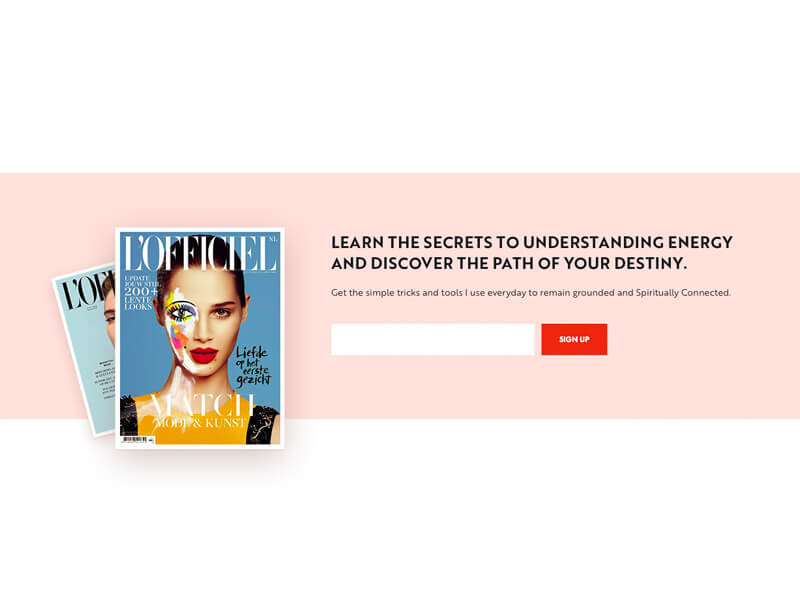 L'OFFICIEL
NL
UPDATE
JOUW STIJL
200+
LENTE
LOOKS
Liefde
op het
eerste
gezicht
MATCH
MODE & KUNST
LEARN THE SECRETS TO UNDERSTANDING ENERGY
AND DISCOVER THE PATH OF YOUR DESTINY.
Get the simple tricks and tools I use everyday to remain grounded and Spiritually Connected.
SIGN UP